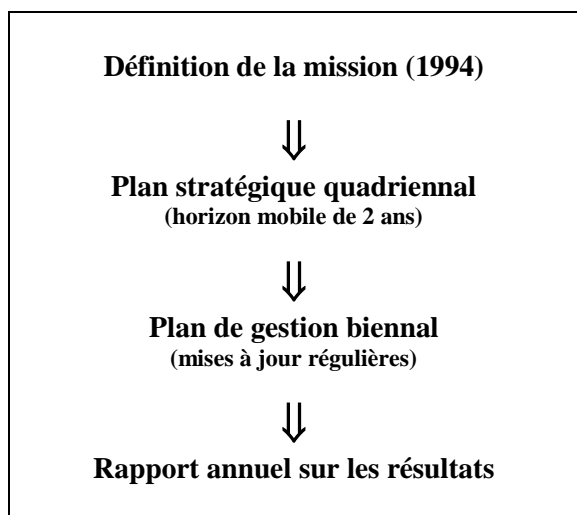 Définition de la mission (1994)
⇓
Plan stratégique quadriennal
(horizon mobile de 2 ans)
⇓
Plan de gestion biennal
(mises à jour régulières)
⇓
Rapport annuel sur les résultats